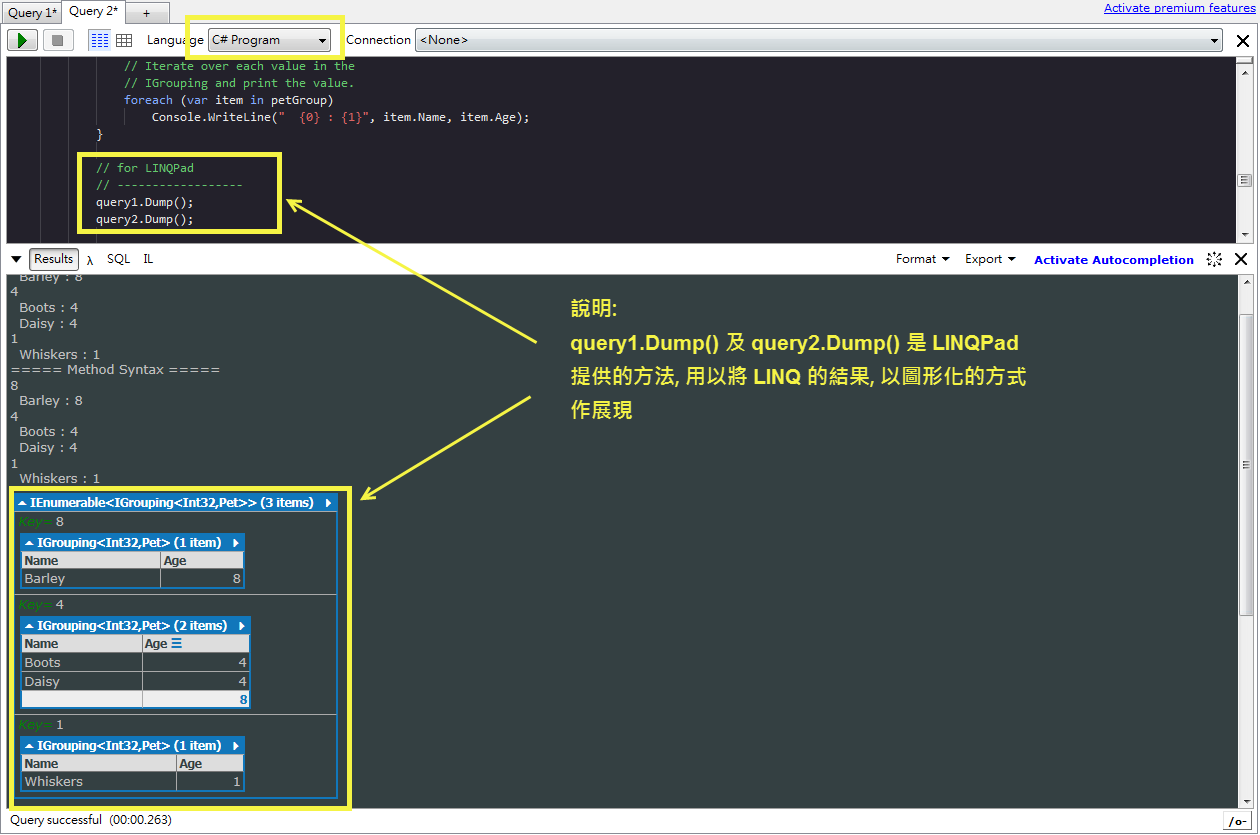 Query 1* Query 2* + Activate premium features
Language C# Program Connection <None>
// Iterate over each value in the
// IGrouping and print the value.
foreach (var item in petGroup)
Console.WriteLine("  {0} : {1}", item.Name, item.Age);
}
// for LINQPad
// ------------------
query1.Dump();
query2.Dump();
Results λ SQL IL Format Export Activate Autocompletion
Barley : 8
4
Boots : 4
Daisy : 4
1
Whiskers : 1
===== Method Syntax =====
8
Barley : 8
4
Boots : 4
Daisy : 4
1
Whiskers : 1
說明:
query1.Dump() 及 query2.Dump() 是 LINQPad
提供的方法, 用以將 LINQ 的結果, 以圖形化的方式
作展現
IEnumerable<IGrouping<Int32,Pet>> (3 items)
Key= 8
IGrouping<Int32,Pet> (1 item)
Name Age
Barley 8
Key= 4
IGrouping<Int32,Pet> (2 items)
Name Age
Boots 4
Daisy 4
8
Key= 1
IGrouping<Int32,Pet> (1 item)
Name Age
Whiskers 1
Query successful (00:00.263) /o-